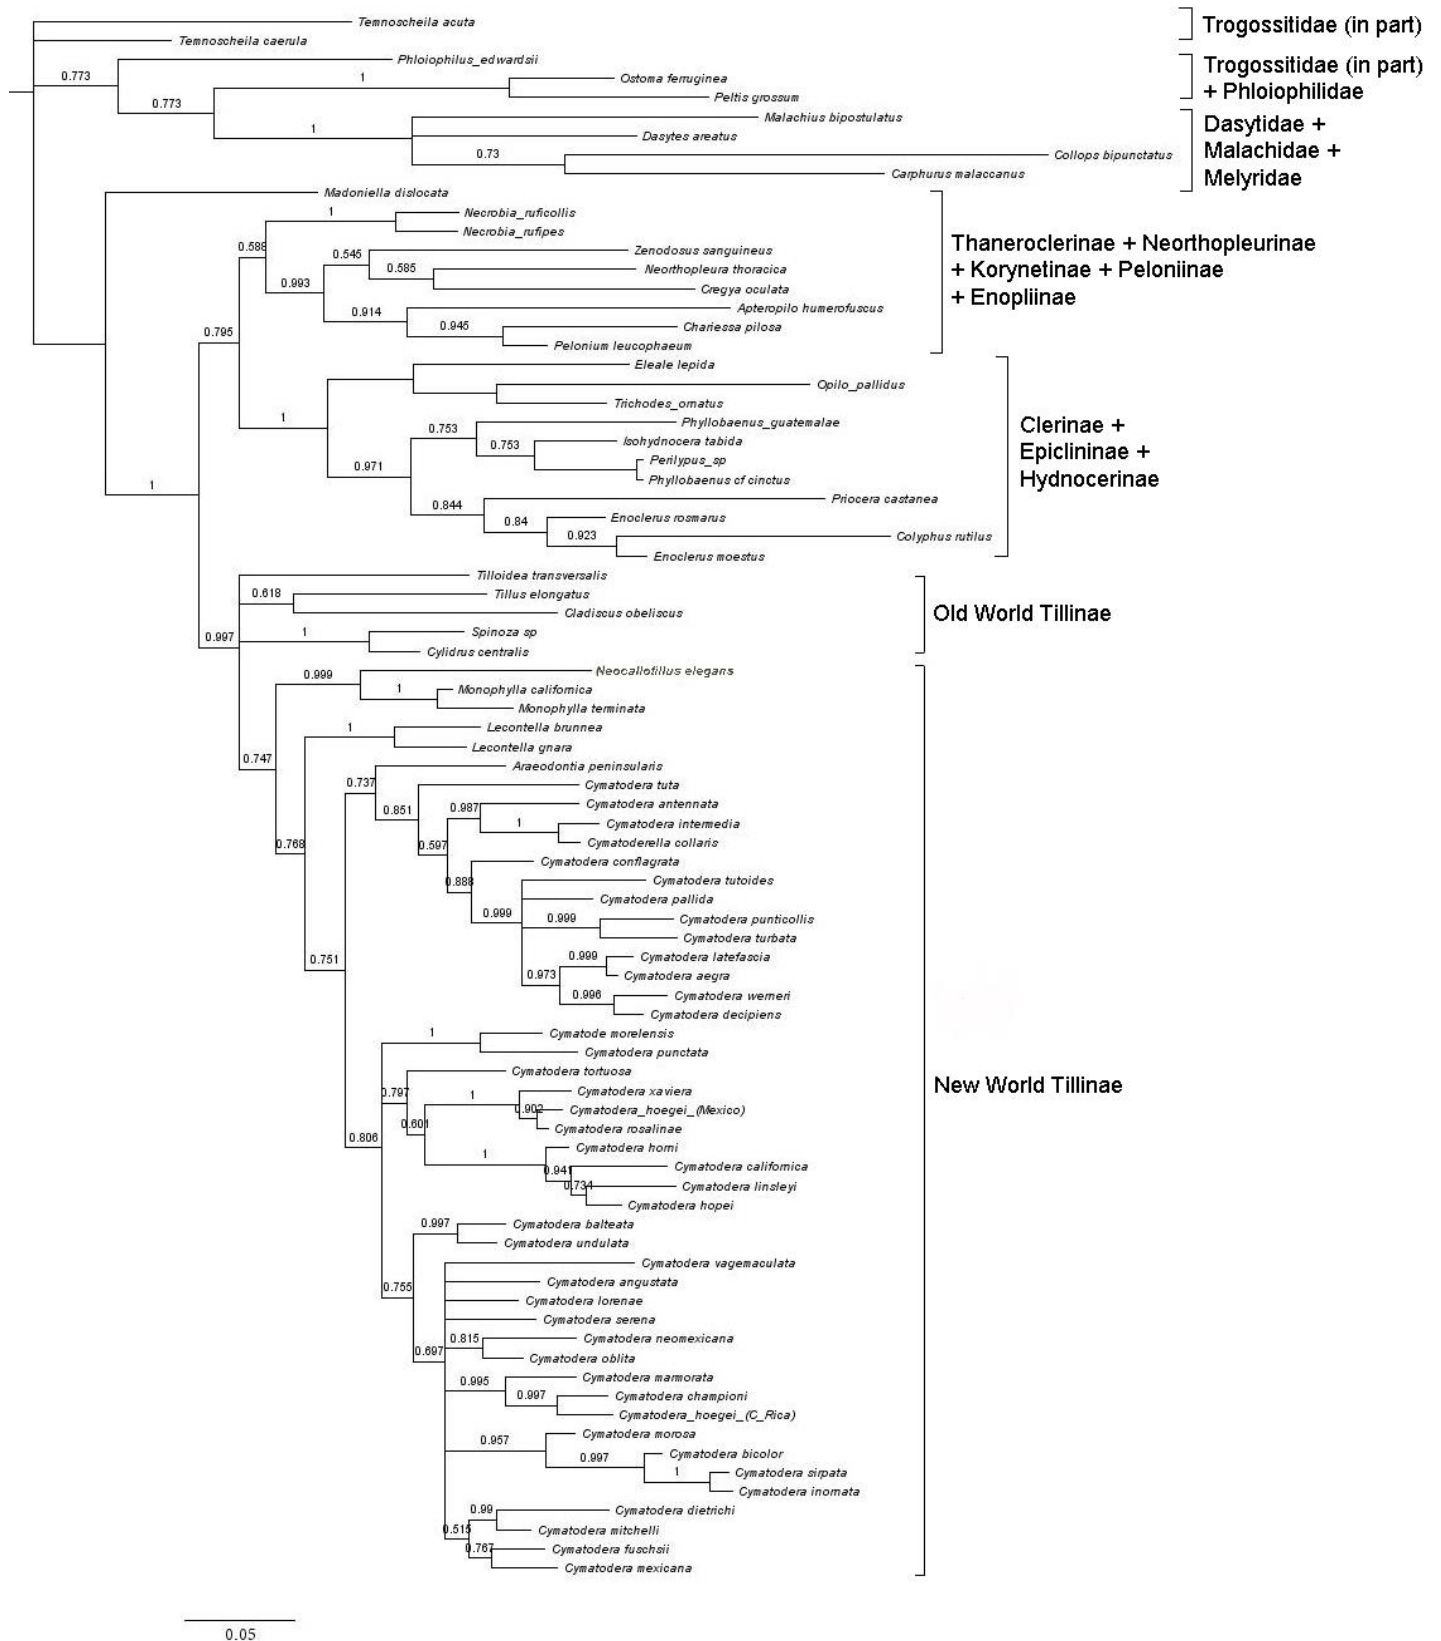 Temnoscheila acuta
Trogossitidae (in part)
Temnoscheila caerula
Phloiophilus_edwardsii
Trogossitidae (in part)
+ Phloiophilidae
0.773
1
Ostoma ferruginea
0.773
Peltis grossum
1
Malachius bipostulatus
Dasytidae +
Malachidae +
Melyridae
Dasytes areatus
0.73
Collops bipunctatus
Carphurus malaccanus
Madoniella dislocata
1
Necrobia_ruficollis
Necrobia_rufipes
0.588
0.545
Zenodosus sanguineus
Thaneroclerinae + Neorthopleurinae
+ Korynetinae + Peloniinae
+ Enopliinae
0.585
Neorthopleura thoracica
0.993
Cregya oculata
0.914
Apteropilo humerofuscus
0.945
Chariessa pilosa
0.795
Pelonium leucophaeum
Eleale lepida
Opilo_pallidus
1
Trichodes_ornatus
0.753
Phyllobaenus_guatemalae
Clerinae +
Epiclininae +
Hydnocerinae
0.753
Isohydnocera tabida
0.971
Perilypus_sp
Phyllobaenus cf cinctus
1
0.844
Priocera castanea
0.84
Enoclerus rosmarus
0.923
Colyphus rutilus
Enoclerus moestus
Tilloidea transversalis
0.618
Tillus elongatus
Cladiscus obeliscus
Old World Tillinae
0.997
1
Spinoza sp
Cylidrus centralis
0.999
Neocallotillus elegans
1
Monophylla californica
Monophylla terminata
1
Lecontella brunnea
Lecontella gnara
0.747
Araeodontia peninsularis
0.737
Cymatodera tuta
0.851
0.987
Cymatodera antennata
1
Cymatodera intermedia
0.768
0.597
Cymatoderella collaris
Cymatodera conflagrata
0.888
Cymatodera tutoides
Cymatodera pallida
0.999
0.999
Cymatodera punticollis
Cymatodera turbata
0.751
0.999
Cymatodera latefascia
0.973
Cymatodera aegra
0.996
Cymatodera werneri
Cymatodera decipiens
1
Cymatode morelensis
Cymatodera punctata
Cymatodera tortuosa
New World Tillinae
0.797
1
Cymatodera xaviera
0.902
Cymatodera_hoegei_(Mexico)
0.601
Cymatodera rosalinae
0.806
1
Cymatodera horni
0.941
Cymatodera californica
0.734
Cymatodera linsleyi
Cymatodera hopei
0.997
Cymatodera balteata
Cymatodera undulata
Cymatodera vagemaculata
0.755
Cymatodera angustata
Cymatodera lorenae
Cymatodera serena
0.815
Cymatodera neomexicana
0.697
Cymatodera oblita
0.995
Cymatodera marmorata
0.997
Cymatodera championi
Cymatodera_hoegei_(C_Rica)
0.957
Cymatodera morosa
0.997
Cymatodera bicolor
1
Cymatodera sirpata
Cymatodera inornata
0.99
Cymatodera dietrichi
0.515
Cymatodera mitchelli
0.767
Cymatodera fuschsii
Cymatodera mexicana
0.05